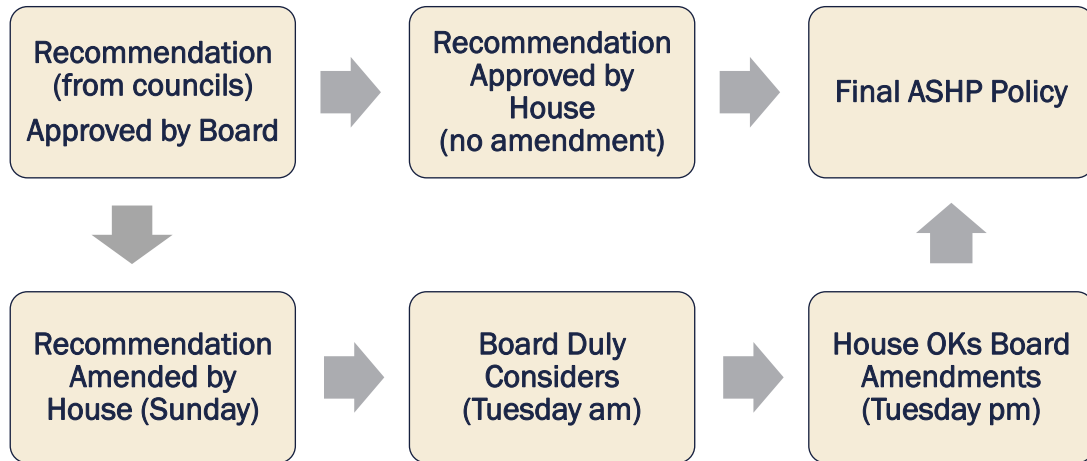 Recommendation
(from councils)
Approved by Board
Recommendation
Approved by
House
(no amendment)
Final ASHP Policy
Recommendation
Amended by
House (Sunday)
Board Duly
Considers
(Tuesday am)
House OKs Board
Amendments
(Tuesday pm)